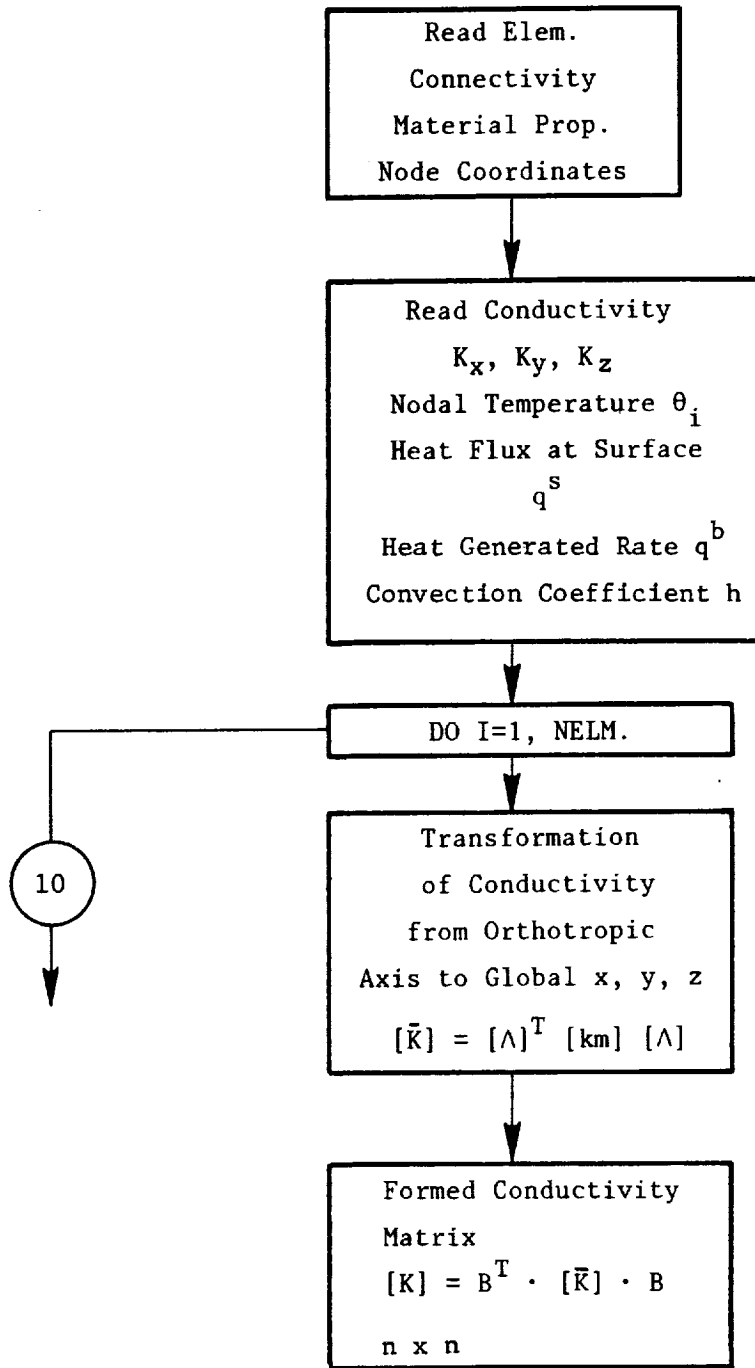 Read Elem.
Connectivity
Material Prop.
Node Coordinates
Read Conductivity
Kx, Ky, Kz
Nodal Temperature θi
Heat Flux at Surface
q^s
Heat Generated Rate q^b
Convection Coefficient h
DO I=1, NELM.
10
Transformation
of Conductivity
from Orthotropic
Axis to Global x, y, z
[K̄] = [Λ]^T [km] [Λ]
Formed Conductivity
Matrix
[K] = B^T · [K̄] · B
n x n